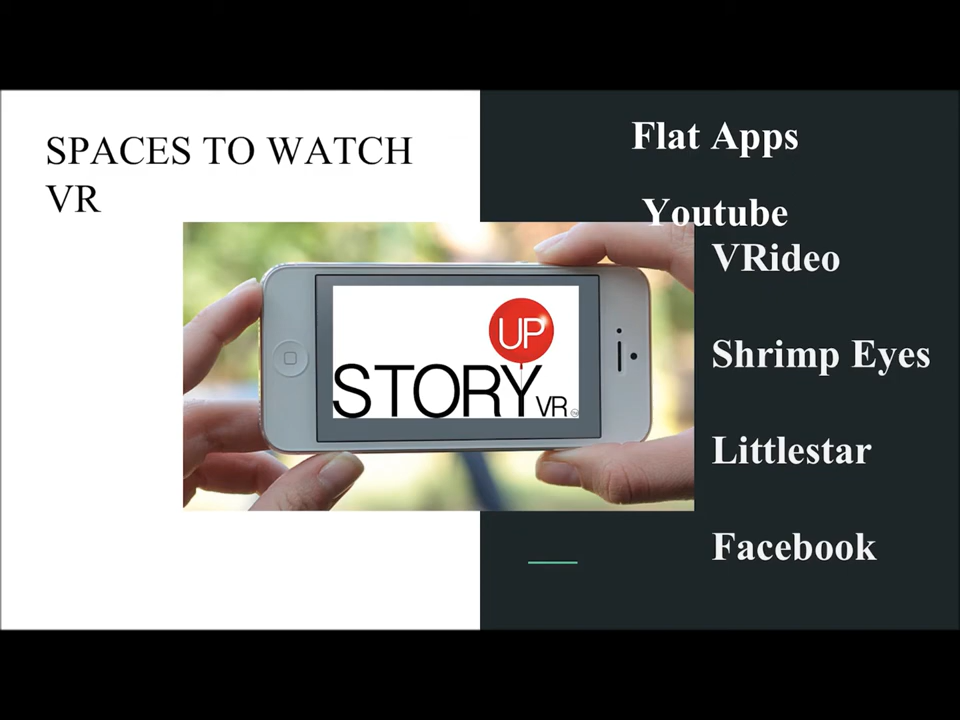 SPACES TO WATCH
VR
Flat Apps
Youtube
VRideo
Shrimp Eyes
Littlestar
Facebook
UP
STORY VR